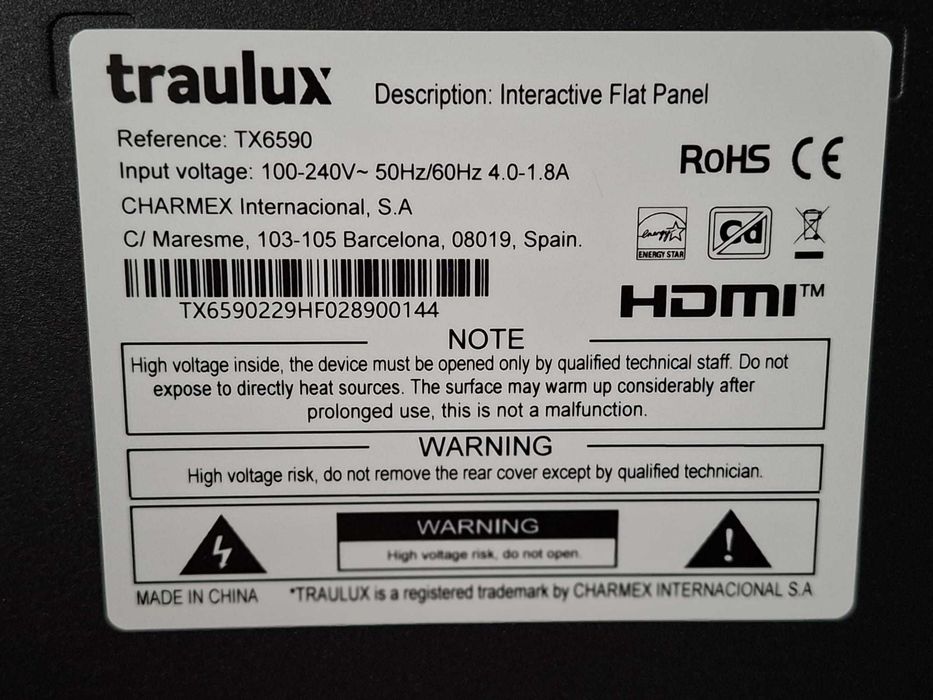 traulux
Description: Interactive Flat Panel
Reference: TX6590
Input voltage: 100-240V~ 50Hz/60Hz 4.0-1.8A
RoHS CE
CHARMEX Internacional, S.A
C/ Maresme, 103-105 Barcelona, 08019, Spain.
energy
ENERGY STAR
Cd
HDMI™
TX6590229HF028900144
NOTE
High voltage inside, the device must be opened only by qualified technical staff. Do not
expose to directly heat sources. The surface may warm up considerably after
prolonged use, this is not a malfunction.
WARNING
High voltage risk, do not remove the rear cover except by qualified technician.
WARNING
High voltage risk, do not open.
MADE IN CHINA
*TRAULUX is a registered trademark by CHARMEX INTERNACIONAL S.A